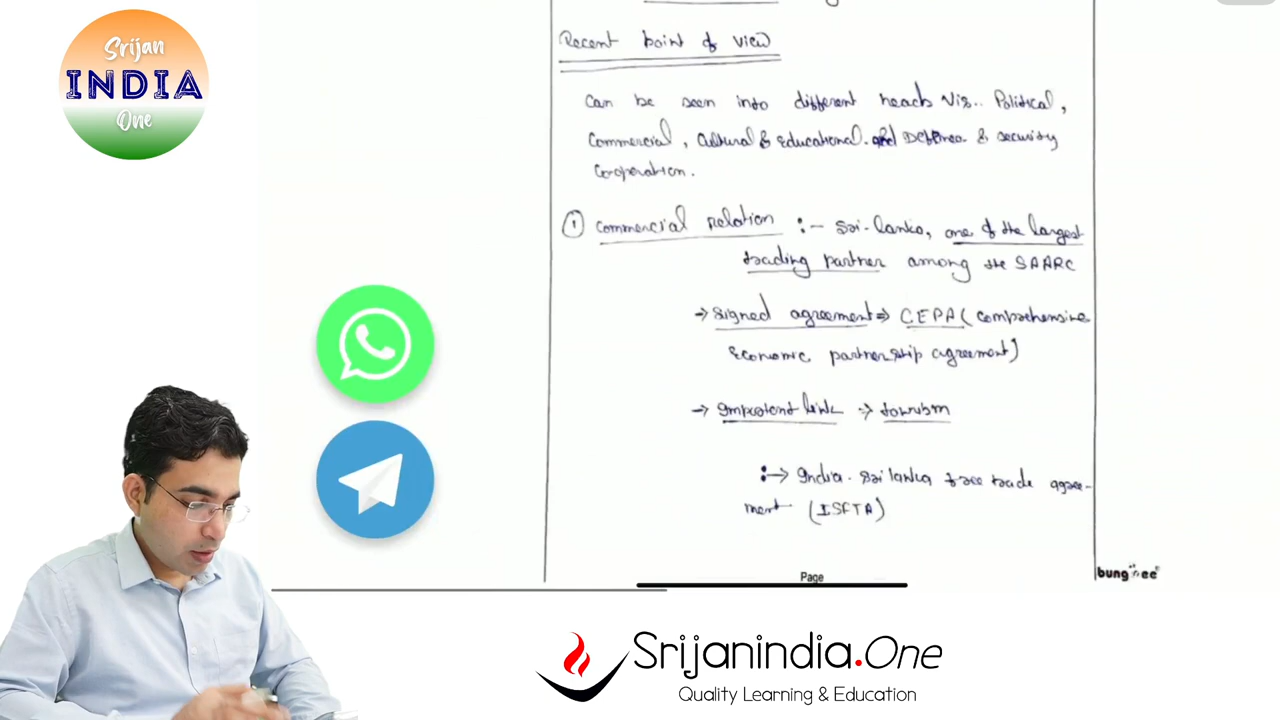 Srijan
INDIA
One
Recent point of view
Can be seen into different heads Viz.. Political,
Commercial, Cultural & Educational. and Defence & security
Co-operation.
① Commercial Relation :- Sri-lanka, one of the largest
trading partner among the SAARC
→ Signed agreement ⇒ CEPA (Comprehensive
Economic partnership agreement)
→ Important link :→ tourism
:→ India-Sri lanka free trade agree-
ment (ISFTA)
Page
bungree
Srijanindia.One
Quality Learning & Education